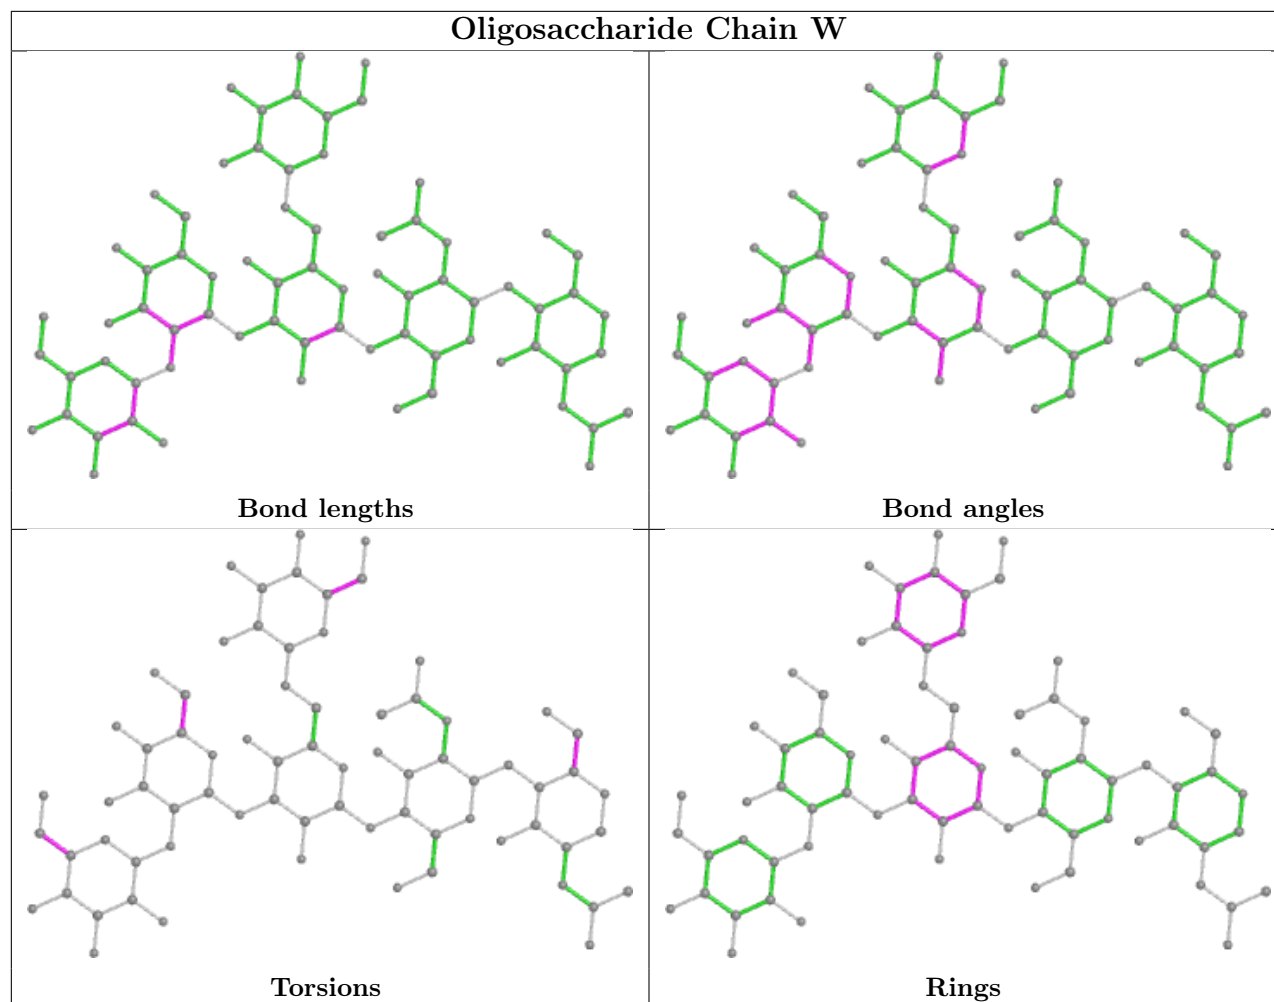 Oligosaccharide Chain W
Bond lengths
Bond angles
Torsions
Rings